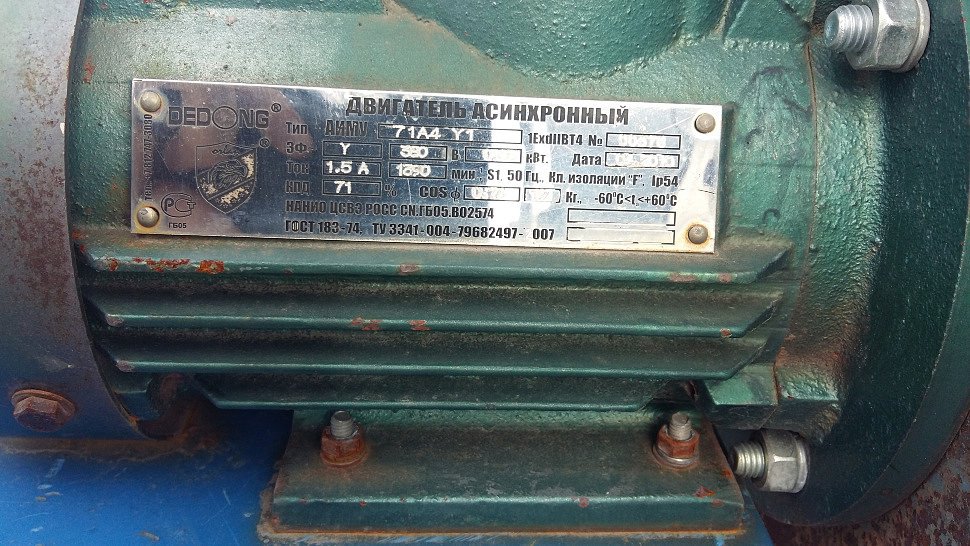 ДВИГАТЕЛЬ АСИНХРОННЫЙ
DEDONG®
Тип АИМУ 71А4 У1 1ExdIIBT4 №
3Ф~ Y 380 В кВт. Дата
Ток 1.5 А мин, S1, 50 Гц., Кл. изоляции "F", Ip54
КПД 71 % COS ф Кг., -60°С<t<+60°С
НАНИО ЦСВЭ РОСС CN.ГБ05.В02574
ГОСТ 183-74, ТУ 3341-004-79682497- 007
ГБ05